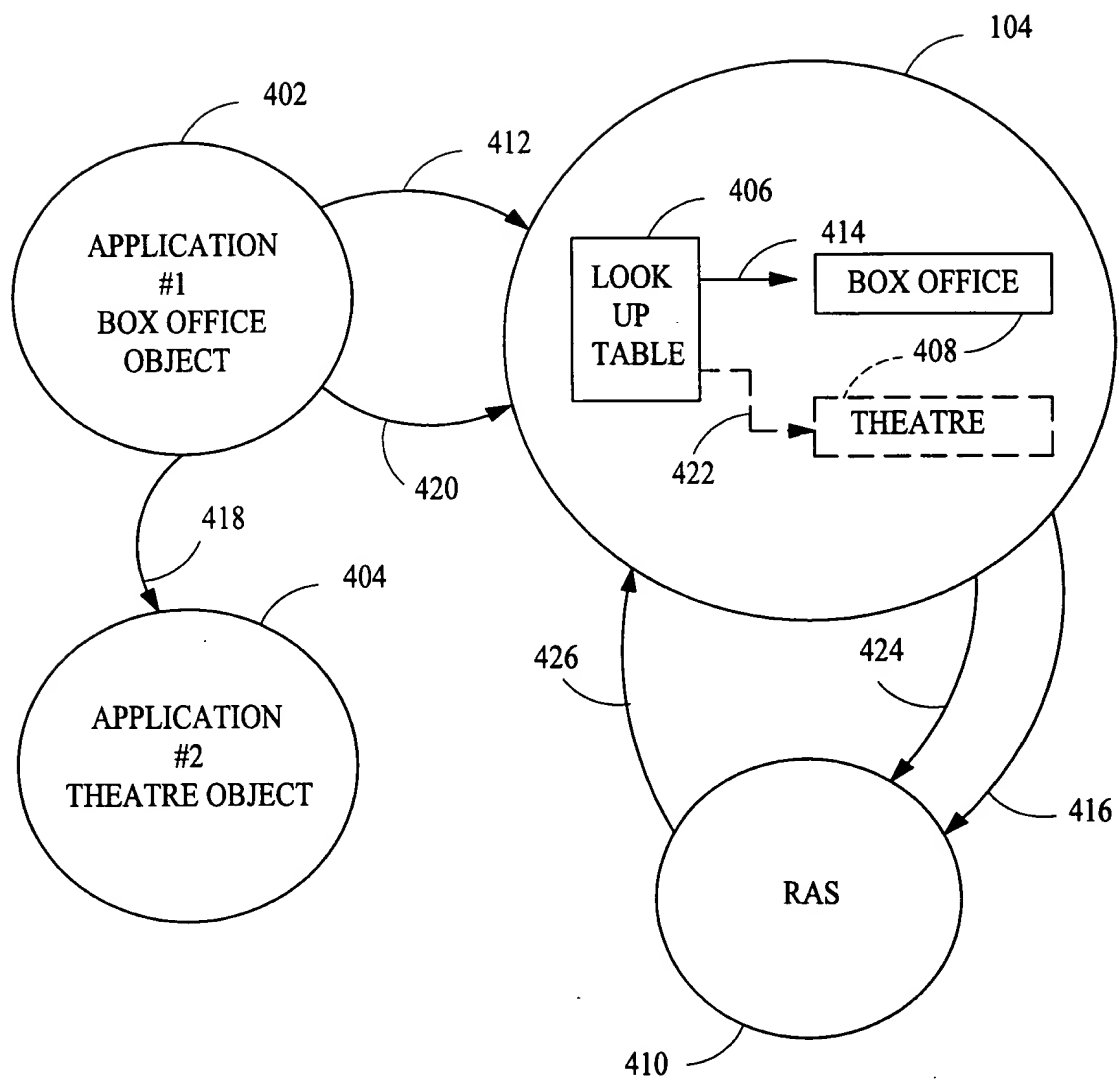 104
402
412
406
414
APPLICATION
#1
BOX OFFICE
OBJECT
LOOK
UP
TABLE
BOX OFFICE
408
THEATRE
420
422
418
404
426
424
APPLICATION
#2
THEATRE OBJECT
416
RAS
410